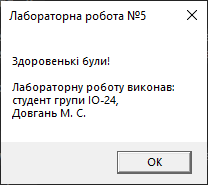 Лабораторна робота №5
Здоровенькі були!
Лабораторну роботу виконав:
студент групи ІО-24,
Довгань М. С.
OK